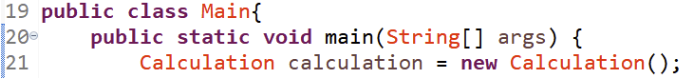 19 public class Main{
20 public static void main(String[] args) {
21 Calculation calculation = new Calculation();